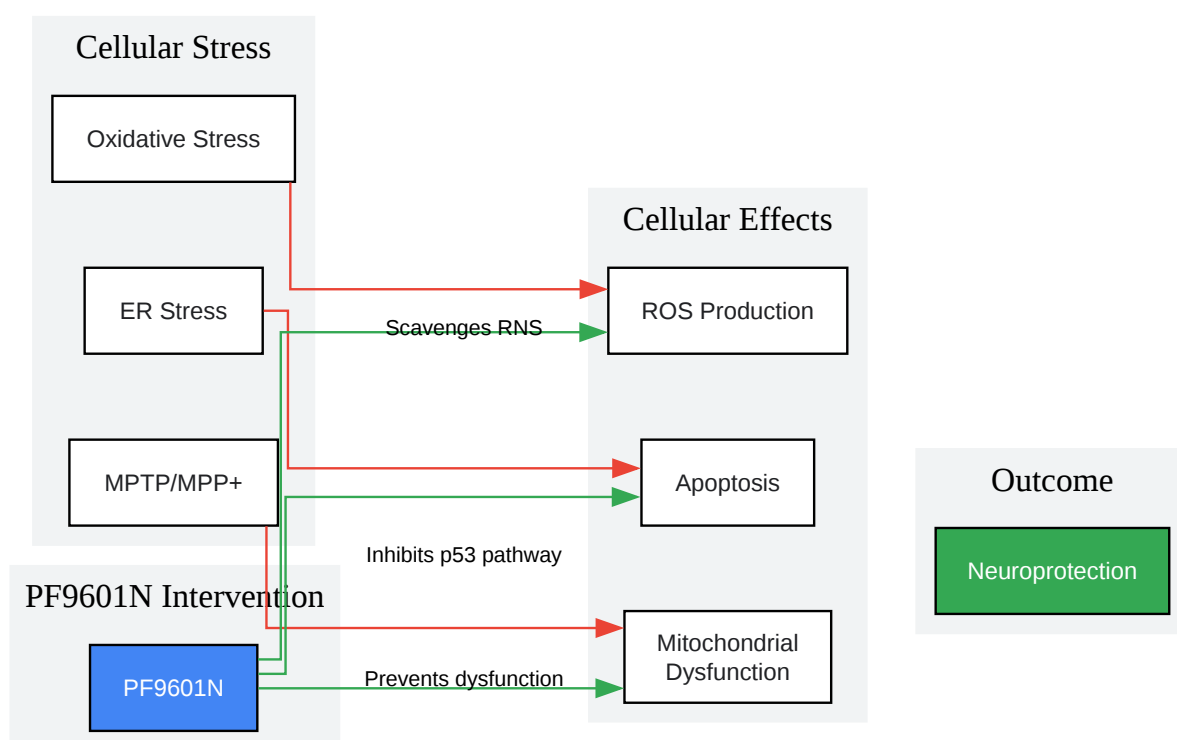 Cellular Stress
Oxidative Stress
ER Stress
MPTP/MPP+
PF9601N Intervention
PF9601N
Scavenges RNS
Inhibits p53 pathway
Prevents dysfunction
Cellular Effects
ROS Production
Apoptosis
Mitochondrial
Dysfunction
Outcome
Neuroprotection